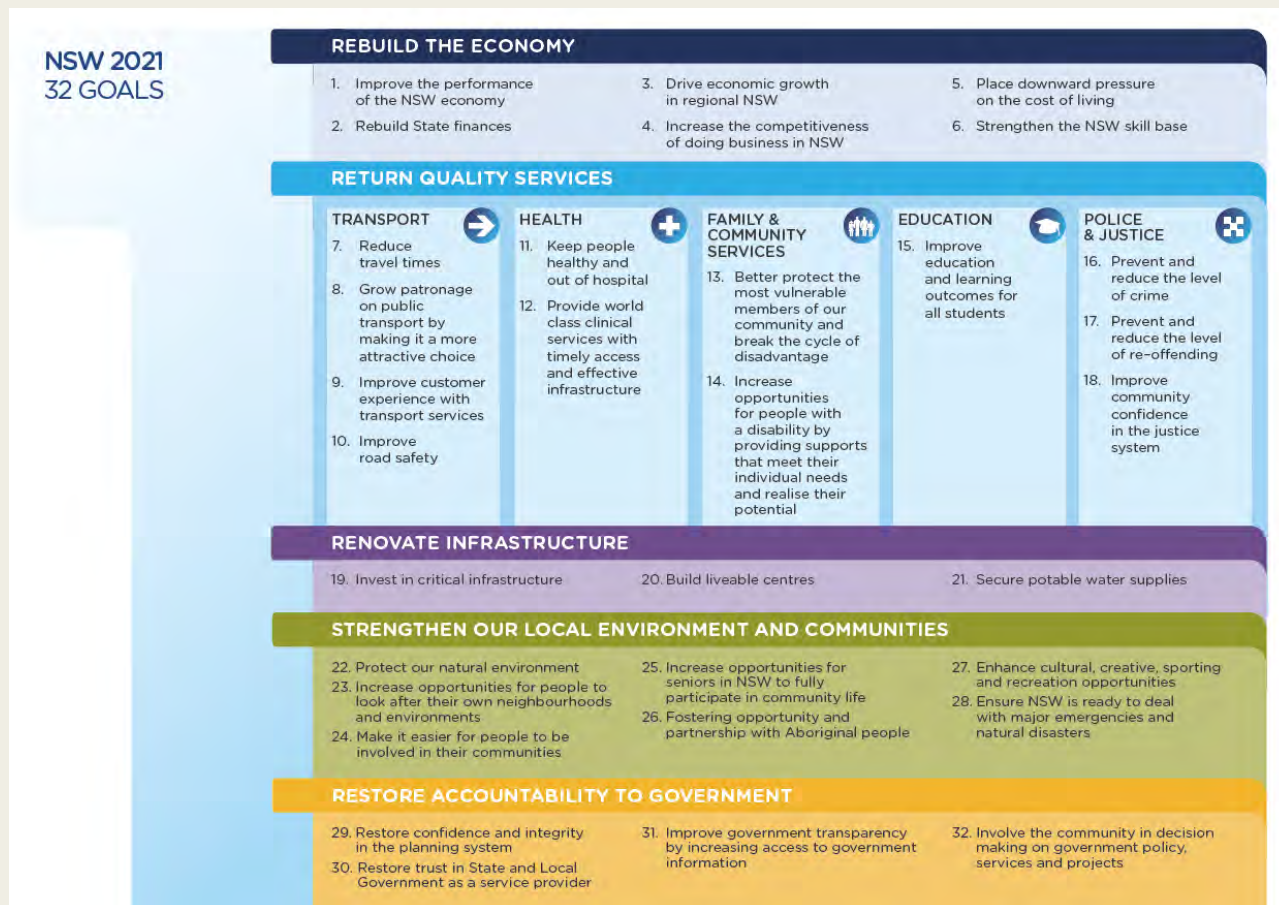 NSW 2021
32 GOALS
REBUILD THE ECONOMY
1. Improve the performance
of the NSW economy
2. Rebuild State finances
3. Drive economic growth
in regional NSW
4. Increase the competitiveness
of doing business in NSW
5. Place downward pressure
on the cost of living
6. Strengthen the NSW skill base
RETURN QUALITY SERVICES
TRANSPORT
7. Reduce
travel times
8. Grow patronage
on public
transport by
making it a more
attractive choice
9. Improve customer
experience with
transport services
10. Improve
road safety
HEALTH
11. Keep people
healthy and
out of hospital
12. Provide world
class clinical
services with
timely access
and effective
infrastructure
FAMILY &
COMMUNITY
SERVICES
13. Better protect the
most vulnerable
members of our
community and
break the cycle of
disadvantage
14. Increase
opportunities
for people with
a disability by
providing supports
that meet their
individual needs
and realise their
potential
EDUCATION
15. Improve
education
and learning
outcomes for
all students
POLICE
& JUSTICE
16. Prevent and
reduce the level
of crime
17. Prevent and
reduce the level
of re-offending
18. Improve
community
confidence
in the justice
system
RENOVATE INFRASTRUCTURE
19. Invest in critical infrastructure
20. Build liveable centres
21. Secure potable water supplies
STRENGTHEN OUR LOCAL ENVIRONMENT AND COMMUNITIES
22. Protect our natural environment
23. Increase opportunities for people to
look after their own neighbourhoods
and environments
24. Make it easier for people to be
involved in their communities
25. Increase opportunities for
seniors in NSW to fully
participate in community life
26. Fostering opportunity and
partnership with Aboriginal people
27. Enhance cultural, creative, sporting
and recreation opportunities
28. Ensure NSW is ready to deal
with major emergencies and
natural disasters
RESTORE ACCOUNTABILITY TO GOVERNMENT
29. Restore confidence and integrity
in the planning system
30. Restore trust in State and Local
Government as a service provider
31. Improve government transparency
by increasing access to government
information
32. Involve the community in decision
making on government policy,
services and projects